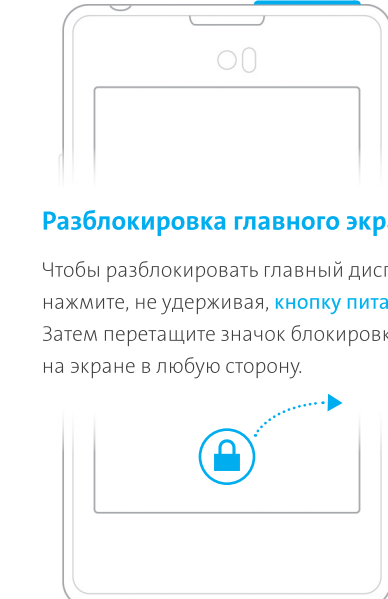 Разблокировка главного
Чтобы разблокировать главный
нажмите, не удерживая, кнопку
Затем перетащите значок
на экране в любую сторону.